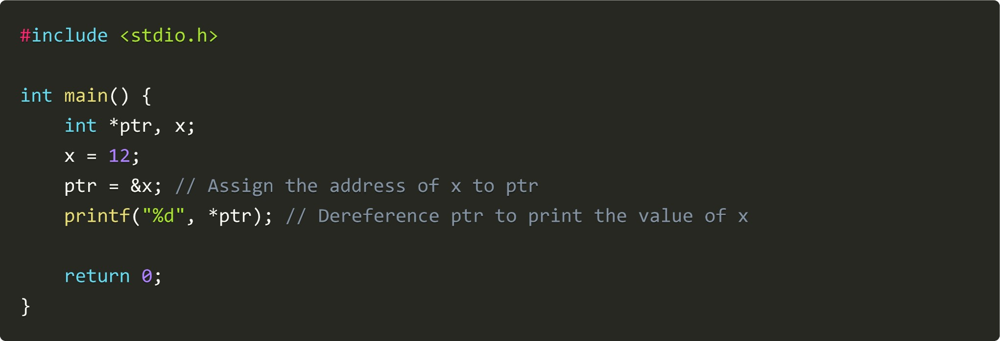 #include <stdio.h>
int main() {
    int *ptr, x;
    x = 12;
    ptr = &x; // Assign the address of x to ptr
    printf("%d", *ptr); // Dereference ptr to print the value of x
    return 0;
}